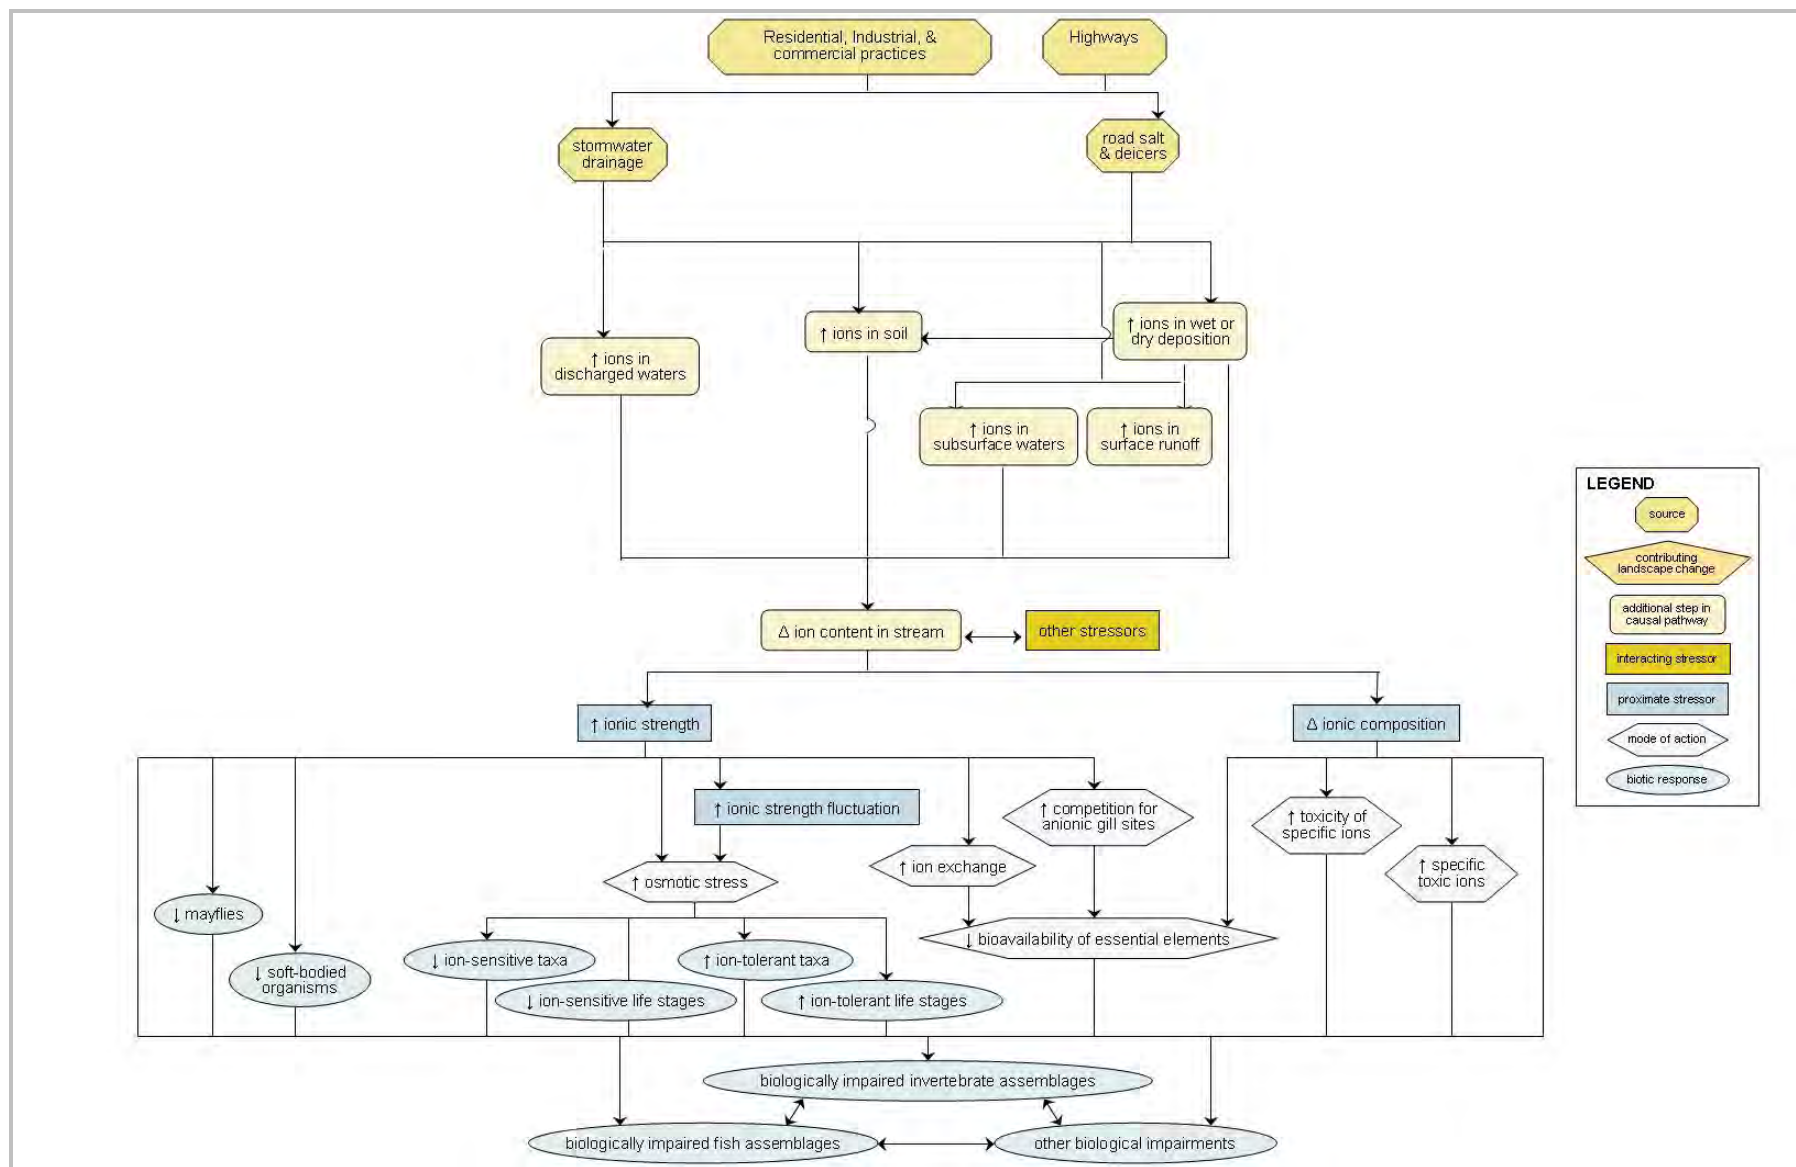 Residential, Industrial, &
commercial practices
Highways
stormwater
drainage
road salt
& deicers
↑ ions in
discharged waters
↑ ions in soil
↑ ions in wet or
dry deposition
↑ ions in
subsurface waters
↑ ions in
surface runoff
Δ ion content in stream
other stressors
↑ ionic strength
Δ ionic composition
↑ ionic strength fluctuation
↑ competition for
anionic gill sites
↑ toxicity of
specific ions
↑ ion exchange
↑ specific
toxic ions
↑ osmotic stress
↓ mayflies
↓ soft-bodied
organisms
↓ ion-sensitive taxa
↑ ion-tolerant taxa
↓ bioavailability of essential elements
↓ ion-sensitive life stages
↑ ion-tolerant life stages
biologically impaired invertebrate assemblages
biologically impaired fish assemblages
other biological impairments
LEGEND
source
contributing
landscape change
additional step in
causal pathway
interacting stressor
proximate stressor
mode of action
biotic response